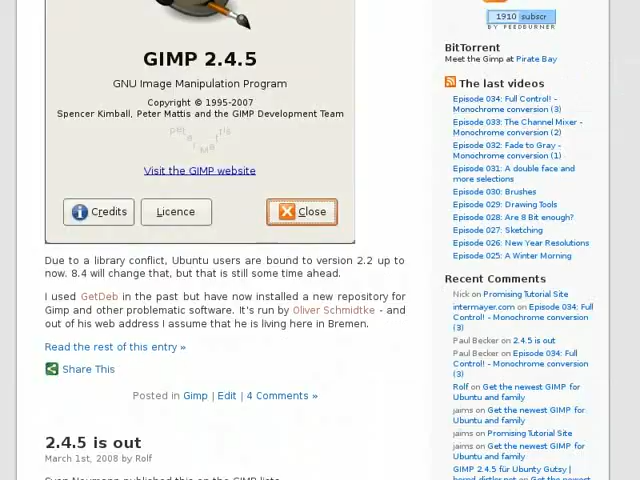 GIMP 2.4.5
GNU Image Manipulation Program
Copyright © 1995-2007
Spencer Kimball, Peter Mattis and the GIMP Development Team
Visit the GIMP website
Credits
Licence
Close
Due to a library conflict, Ubuntu users are bound to version 2.2 up to
now. 8.4 will change that, but that is still some time ahead.
I used GetDeb in the past but have now installed a new repository for
Gimp and other problematic software. It's run by Oliver Schmidtke - and
out of his web address I assume that he is living here in Bremen.
Read the rest of this entry »
Share This
Posted in Gimp | Edit | 4 Comments »
2.4.5 is out
March 1st, 2008 by Rolf
1910 subscr
BY FEEDBURNER
BitTorrent
Meet the Gimp at Pirate Bay
The last videos
Episode 034: Full Control! -
Monochrome conversion (3)
Episode 033: The Channel Mixer -
Monochrome conversion (2)
Episode 032: Fade to Gray -
Monochrome conversion (1)
Episode 031: A double face and
more selections
Episode 030: Brushes
Episode 029: Drawing Tools
Episode 028: Are 8 Bit enough?
Episode 027: Sketching
Episode 026: New Year Resolutions
Episode 025: A Winter Morning
Recent Comments
Nick on Promising Tutorial Site
intermayer.com on Episode 034: Full
Control! - Monochrome conversion
(3)
Paul Becker on 2.4.5 is out
Paul Becker on Episode 034: Full
Control! - Monochrome conversion
(3)
Rolf on Get the newest GIMP for
Ubuntu and family
jaims on Get the newest GIMP for
Ubuntu and family
jaims on Promising Tutorial Site
jaims on Get the newest GIMP for
Ubuntu and family
GIMP 2.4.5 für Ubuntu Gutsy |